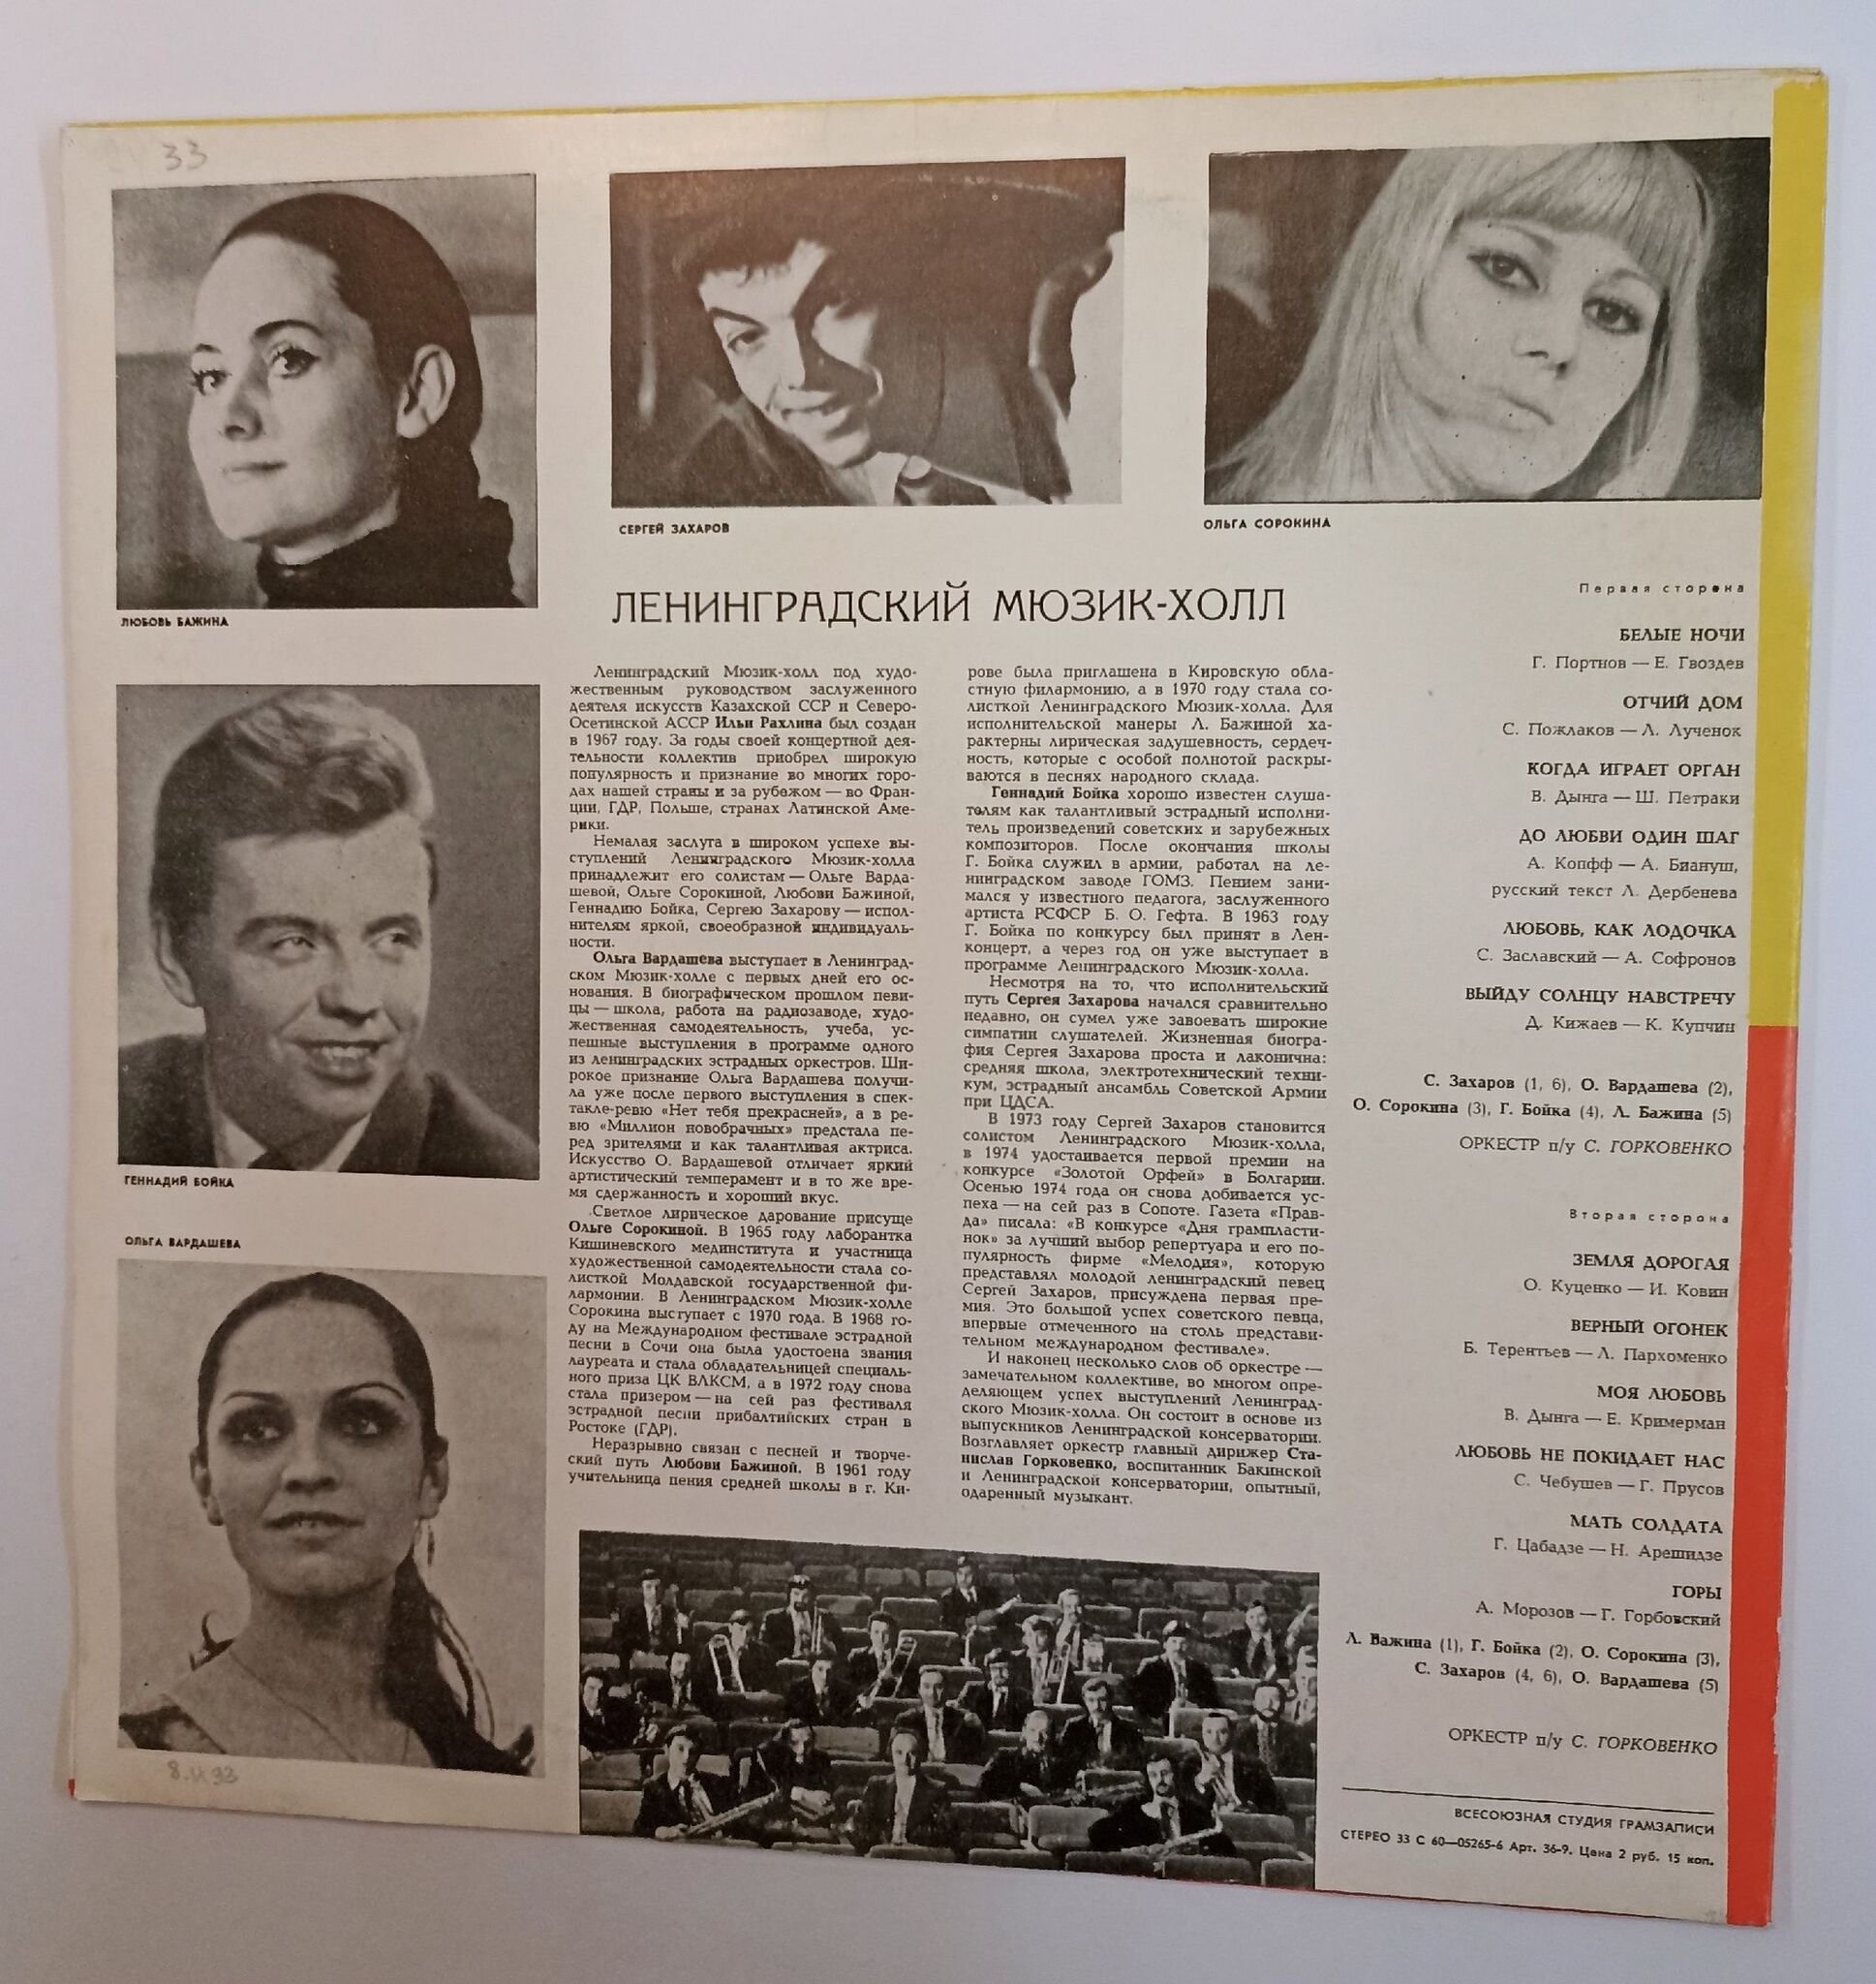 33
ЛЮБОВЬ БАЖИНА
СЕРГЕЙ ЗАХАРОВ
ОЛЬГА СОРОКИНА
ГЕННАДИЙ БОЙКА
ОЛЬГА ВАРДАШЕВА
ЛЕНИНГРАДСКИЙ МЮЗИК-ХОЛЛ
Ленинградский Мюзик-холл под худо-
жественным руководством заслуженного
деятеля искусств Казахской ССР и Северо-
Осетинской АССР Ильи Рахлина был создан
в 1967 году. За годы своей концертной дея-
тельности коллектив приобрел широкую
популярность и признание во многих горо-
дах нашей страны и за рубежом — во Фран-
ции, ГДР, Польше, странах Латинской Аме-
рики.
Немалая заслуга в широком успехе вы-
ступлений Ленинградского Мюзик-холла
принадлежит его солистам — Ольге Варда-
шевой, Ольге Сорокиной, Любови Бажиной,
Геннадию Бойка, Сергею Захарову — испол-
нителям яркой, своеобразной индивидуаль-
ности.
Ольга Вардашева выступает в Ленинград-
ском Мюзик-холле с первых дней его ос-
нования. В биографическом прошлом певи-
цы — школа, работа на радиозаводе, худо-
жественная самодеятельность, учеба, ус-
пешные выступления в программе одного
из ленинградских эстрадных оркестров. Ши-
рокое признание Ольга Вардашева получи-
ла уже после первого выступления в спек-
такле-ревю «Нет тебя прекрасней», а в ре-
вю «Миллион новобрачных» предстала пе-
ред зрителями и как талантливая актриса.
Искусство О. Вардашевой отличает яркий
артистический темперамент и в то же вре-
мя сдержанность и хороший вкус.
Светлое лирическое дарование присуще
Ольге Сорокиной. В 1965 году лаборантка
Кишиневского мединститута и участница
художественной самодеятельности стала со-
листкой Молдавской государственной фи-
лармонии. В Ленинградском Мюзик-холле
Сорокина выступает с 1970 года. В 1968 го-
ду на Международном фестивале эстрадной
песни в Сочи она была удостоена звания
лауреата и стала обладательницей специаль-
ного приза ЦК ВЛКСМ, а в 1972 году снова
стала призером — на сей раз фестиваля
эстрадной песни прибалтийских стран в
Ростоке (ГДР).
Неразрывно связан с песней и творче-
ский путь Любови Бажиной. В 1961 году
учительница пения средней школы в г. Ки-
рове была приглашена в Кировскую обла-
стную филармонию, а в 1970 году стала со-
листкой Ленинградского Мюзик-холла. Для
исполнительской манеры Л. Бажиной ха-
рактерны лирическая задушевность, сердеч-
ность, которые с особой полнотой раскры-
ваются в песнях народного склада.
Геннадий Бойка хорошо известен слуша-
телям как талантливый эстрадный исполни-
тель произведений советских и зарубежных
композиторов. После окончания школы
Г. Бойка служил в армии, работал на ле-
нинградском заводе ГОМЗ. Пением зани-
мался у известного педагога, заслуженного
артиста РСФСР Б. О. Гефта. В 1963 году
Г. Бойка по конкурсу был принят в Лен-
концерт, а через год он уже выступает в
программе Ленинградского Мюзик-холла.
Несмотря на то, что исполнительский
путь Сергея Захарова начался сравнительно
недавно, он сумел уже завоевать широкие
симпатии слушателей. Жизненная биогра-
фия Сергея Захарова проста и лаконична:
средняя школа, электротехнический техни-
кум, эстрадный ансамбль Советской Армии
при ЦДСА.
В 1973 году Сергей Захаров становится
солистом Ленинградского Мюзик-холла,
в 1974 удостаивается первой премии на
конкурсе «Золотой Орфей» в Болгарии.
Осенью 1974 года он снова добивается ус-
пеха — на сей раз в Сопоте. Газета «Прав-
да» писала: «В конкурсе «Дня грампласти-
нок» за лучший выбор репертуара и его по-
пулярность фирме «Мелодия», которую
представлял молодой ленинградский певец
Сергей Захаров, присуждена первая пре-
мия. Это большой успех советского певца,
впервые отмеченного на столь представи-
тельном международном фестивале».
И наконец несколько слов об оркестре —
замечательном коллективе, во многом опре-
деляющем успех выступлений Ленинград-
ского Мюзик-холла. Он состоит в основе из
выпускников Ленинградской консерватории.
Возглавляет оркестр главный дирижер Ста-
нислав Горковенко, воспитанник Бакинской
и Ленинградской консерватории, опытный,
одаренный музыкант.
Первая сторона
БЕЛЫЕ НОЧИ
Г. Портнов — Е. Гвоздев
ОТЧИЙ ДОМ
С. Пожлаков — Л. Лученок
КОГДА ИГРАЕТ ОРГАН
В. Дынга — Ш. Петраки
ДО ЛЮБВИ ОДИН ШАГ
А. Копфф — А. Биануш,
русский текст Л. Дербенева
ЛЮБОВЬ, КАК ЛОДОЧКА
С. Заславский — А. Софронов
ВЫЙДУ СОЛНЦУ НАВСТРЕЧУ
Д. Кижаев — К. Купчин
С. Захаров (1, 6), О. Вардашева (2),
О. Сорокина (3), Г. Бойка (4), Л. Бажина (5)
ОРКЕСТР п/у С. ГОРКОВЕНКО
Вторая сторона
ЗЕМЛЯ ДОРОГАЯ
О. Куценко — И. Ковин
ВЕРНЫЙ ОГОНЕК
Б. Терентьев — Л. Пархоменко
МОЯ ЛЮБОВЬ
В. Дынга — Е. Кримерман
ЛЮБОВЬ НЕ ПОКИДАЕТ НАС
С. Чебушев — Г. Прусов
МАТЬ СОЛДАТА
Г. Цабадзе — Н. Арешидзе
ГОРЫ
А. Морозов — Г. Горбовский
Л. Бажина (1), Г. Бойка (2), О. Сорокина (3),
С. Захаров (4, 6), О. Вардашева (5)
ОРКЕСТР п/у С. ГОРКОВЕНКО
ВСЕСОЮЗНАЯ СТУДИЯ ГРАМЗАПИСИ
СТЕРЕО 33 С 60—05265-6 Арт. 36-9. Цена 2 руб. 15 коп.